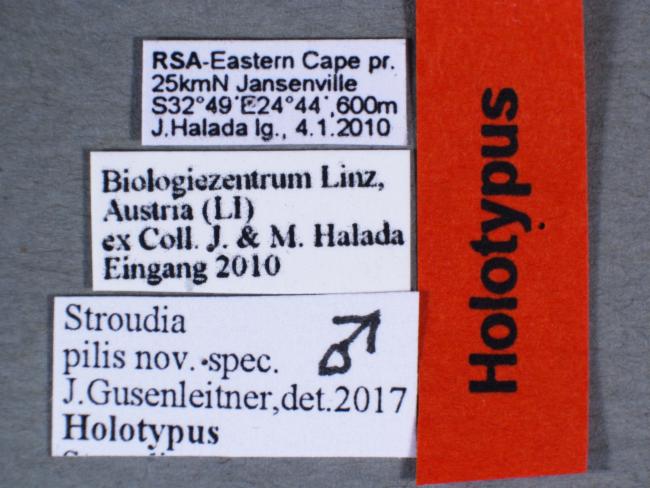 RSA-Eastern Cape pr.
25kmN Jansenville
S32°49'E24°44',600m
J.Halada lg., 4.1.2010
Biologiezentrum Linz,
Austria (LI)
ex Coll. J. & M. Halada
Eingang 2010
Stroudia ♂
pilis nov. spec.
J.Gusenleitner,det.2017
Holotypus
Holotypus